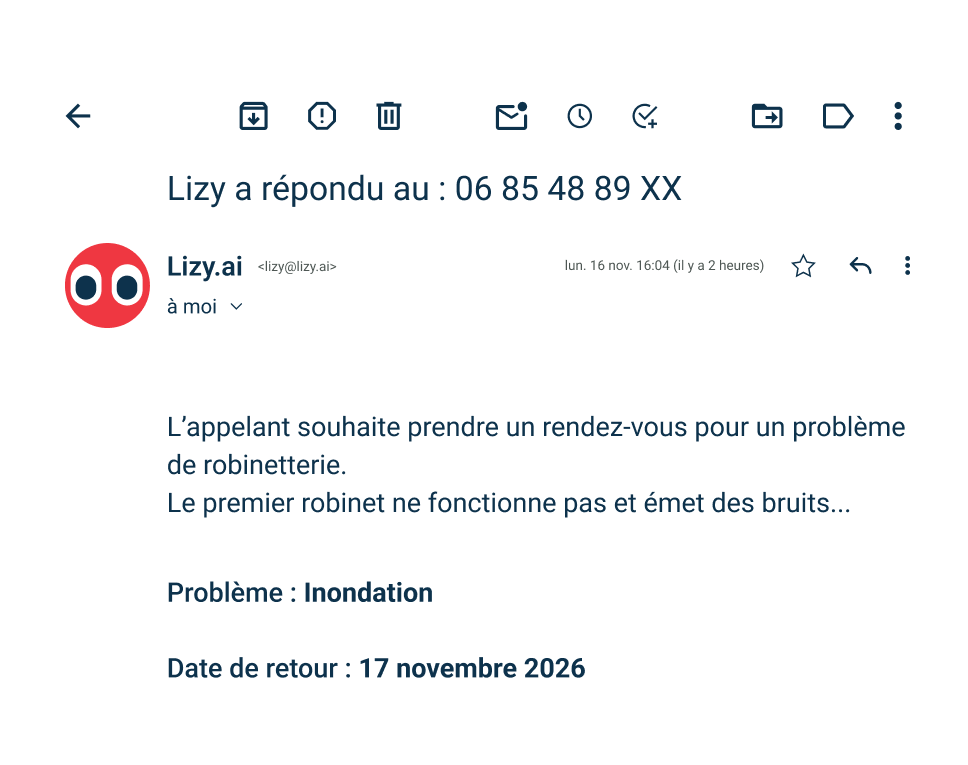 Lizy a répondu au : 06 85 48 89 XX
Lizy.ai <lizy@lizy.ai> lun. 16 nov. 16:04 (il y a 2 heures)
à moi
L’appelant souhaite prendre un rendez-vous pour un problème
de robinetterie.
Le premier robinet ne fonctionne pas et émet des bruits...
Problème : Inondation
Date de retour : 17 novembre 2026